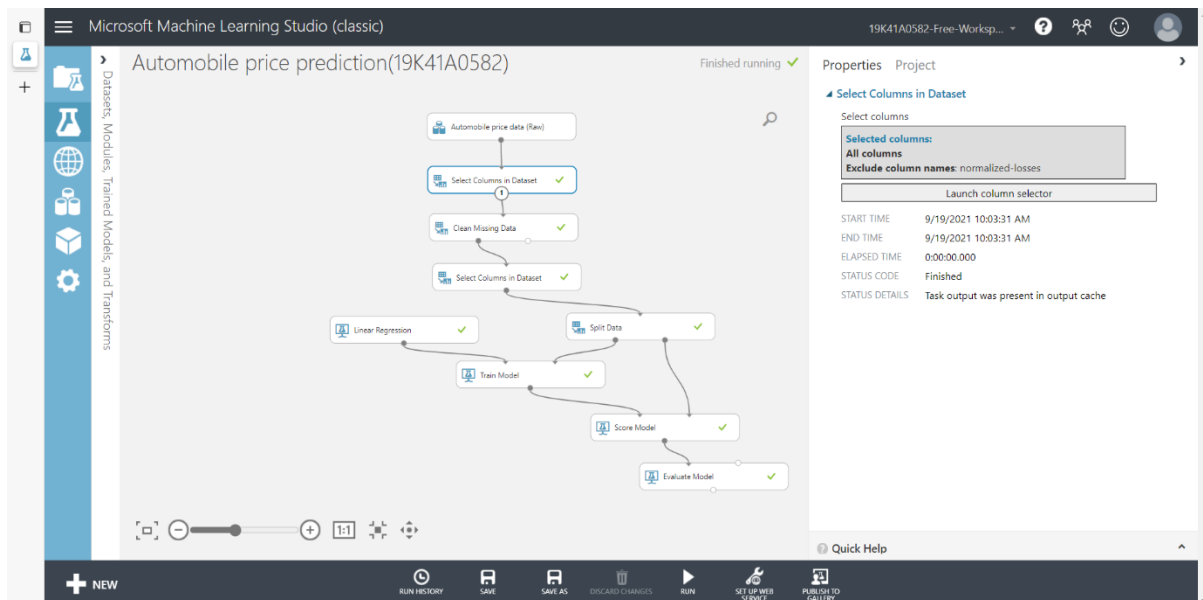 Microsoft Machine Learning Studio (classic)
19K41A0582-Free-Worksp...
?
Datasets, Modules, Trained Models, and Transforms
Automobile price prediction(19K41A0582)
Finished running
Automobile price data (Raw)
Select Columns in Dataset
1
Clean Missing Data
Select Columns in Dataset
Linear Regression
Split Data
Train Model
Score Model
Evaluate Model
1:1
Properties Project
Select Columns in Dataset
Select columns
Selected columns:
All columns
Exclude column names: normalized-losses
Launch column selector
START TIME 9/19/2021 10:03:31 AM
END TIME 9/19/2021 10:03:31 AM
ELAPSED TIME 0:00:00.000
STATUS CODE Finished
STATUS DETAILS Task output was present in output cache
Quick Help
NEW
RUN HISTORY
SAVE
SAVE AS
DISCARD CHANGES
RUN
SET UP WEB
SERVICE
PUBLISH TO
GALLERY